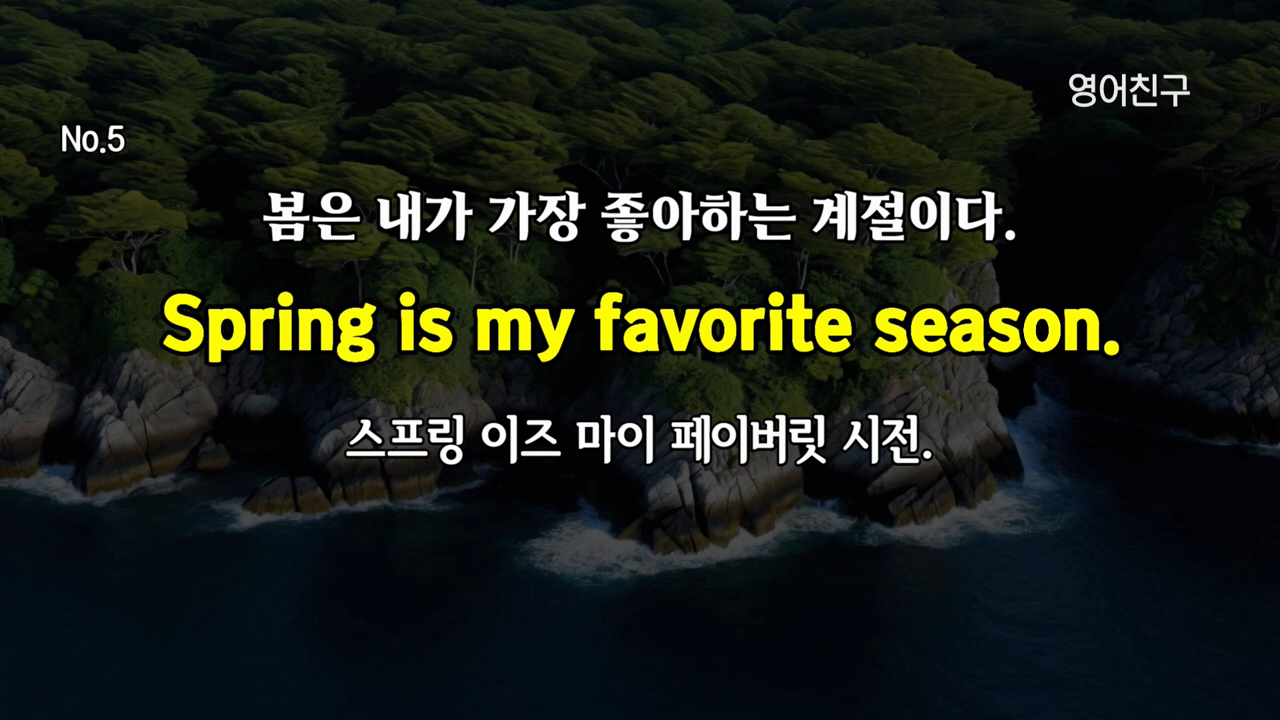 영어친구
No.5
봄은 내가 가장 좋아하는 계절이다.
Spring is my favorite season.
스프링 이즈 마이 페이버릿 시전.